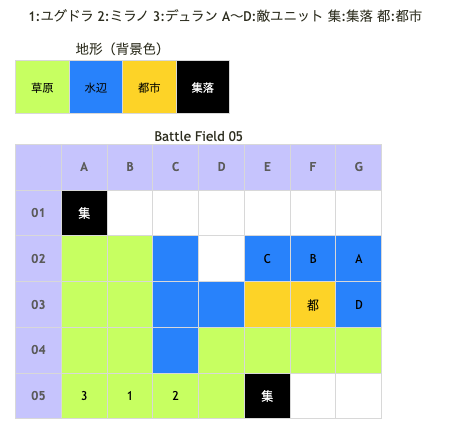 1:ユグドラ 2:ミラノ 3:デュラン A〜D:敵ユニット 集:集落 都:都市
地形（背景色）
草原 水辺 都市 集落
Battle Field 05
A B C D E F G
01 集
02 C B A
03 都 D
04
05 3 1 2 集